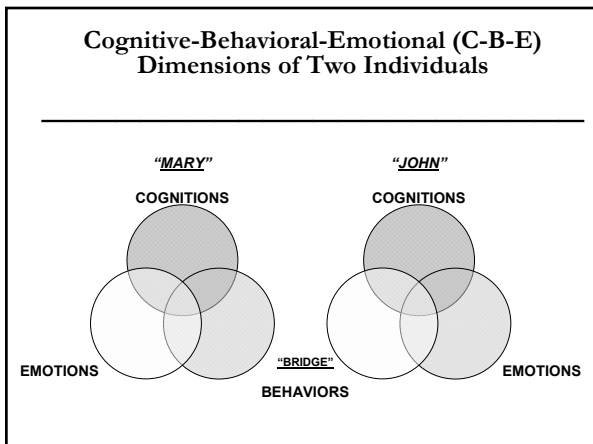 Cognitive-Behavioral-Emotional (C-B-E)
Dimensions of Two Individuals
“MARY”
“JOHN”
COGNITIONS
COGNITIONS
“BRIDGE”
EMOTIONS
EMOTIONS
BEHAVIORS